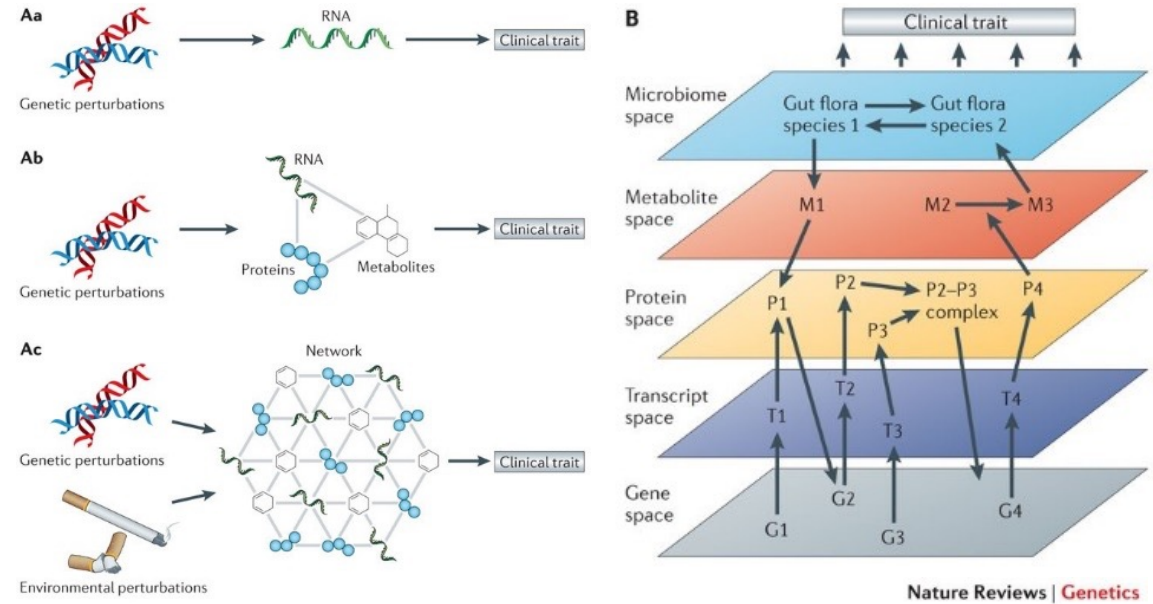 Aa
RNA
Clinical trait
Genetic perturbations
Ab
RNA
Clinical trait
Proteins
Metabolites
Genetic perturbations
Ac
Network
Genetic perturbations
Clinical trait
Environmental perturbations
B
Clinical trait
Microbiome
space
Gut flora
species 1
Gut flora
species 2
Metabolite
space
M1
M2
M3
Protein
space
P1
P2
P3
P2–P3
complex
P4
Transcript
space
T1
T2
T3
T4
Gene
space
G1
G2
G3
G4
Nature Reviews | Genetics